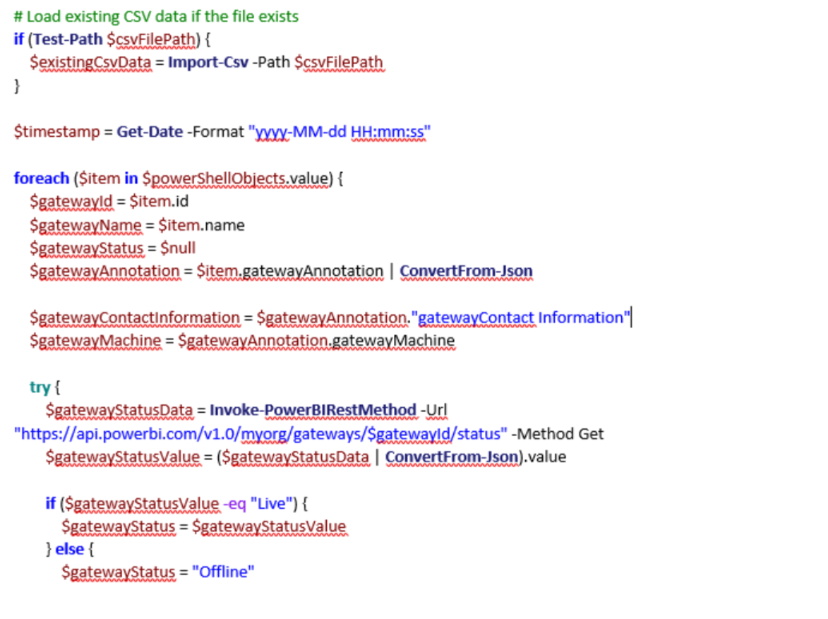 # Load existing CSV data if the file exists
if (Test-Path $csvFilePath) {
    $existingCsvData = Import-Csv -Path $csvFilePath
}

$timestamp = Get-Date -Format "yyyy-MM-dd HH:mm:ss"

foreach ($item in $powerShellObjects.value) {
    $gatewayId = $item.id
    $gatewayName = $item.name
    $gatewayStatus = $null
    $gatewayAnnotation = $item.gatewayAnnotation | ConvertFrom-Json

    $gatewayContactInformation = $gatewayAnnotation."gatewayContact Information"
    $gatewayMachine = $gatewayAnnotation.gatewayMachine

    try {
        $gatewayStatusData = Invoke-PowerBIRestMethod -Url
"https://api.powerbi.com/v1.0/myorg/gateways/$gatewayId/status" -Method Get
        $gatewayStatusValue = ($gatewayStatusData | ConvertFrom-Json).value

        if ($gatewayStatusValue -eq "Live") {
            $gatewayStatus = $gatewayStatusValue
        } else {
            $gatewayStatus = "Offline"